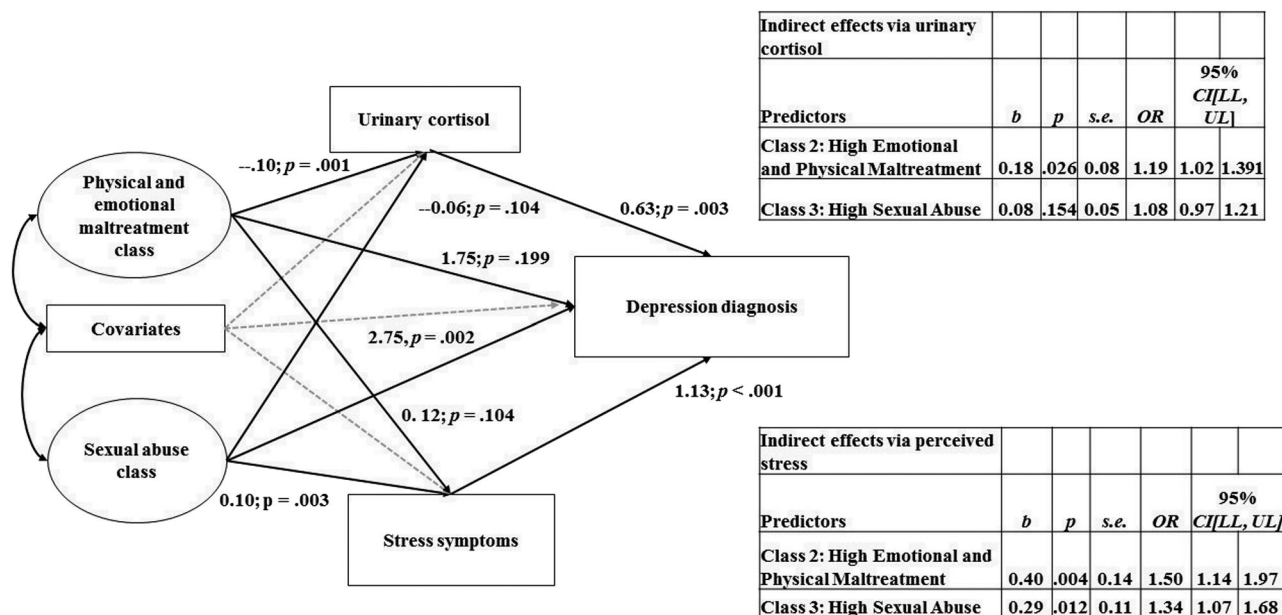 Urinary cortisol
--.10; p = .001
Physical and
emotional
maltreatment
class
--0.06; p = .104
0.63; p = .003
1.75; p = .199
Depression diagnosis
Covariates
2.75, p = .002
1.13; p < .001
0. 12; p = .104
Sexual abuse
class
0.10; p = .003
Stress symptoms
Indirect effects via urinary
cortisol
95%
CI[LL,
UL]
Predictors b p s.e. OR
Class 2: High Emotional
and Physical Maltreatment 0.18 .026 0.08 1.19 1.02 1.391
Class 3: High Sexual Abuse 0.08 .154 0.05 1.08 0.97 1.21
Indirect effects via perceived
stress
95%
Predictors b p s.e. OR CI[LL, UL]
Class 2: High Emotional and
Physical Maltreatment 0.40 .004 0.14 1.50 1.14 1.97
Class 3: High Sexual Abuse 0.29 .012 0.11 1.34 1.07 1.68